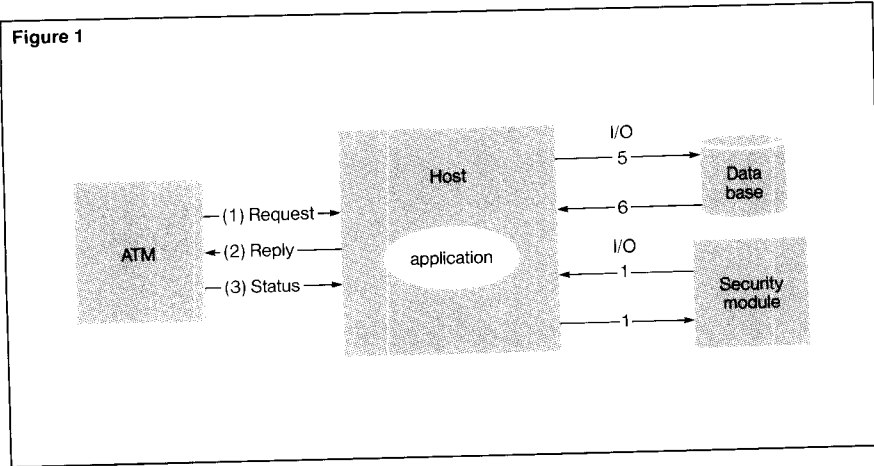 Figure 1
I/O
5
Host
Data
base
(1) Request
6
ATM
(2) Reply
application
I/O
1
(3) Status
Security
module
1